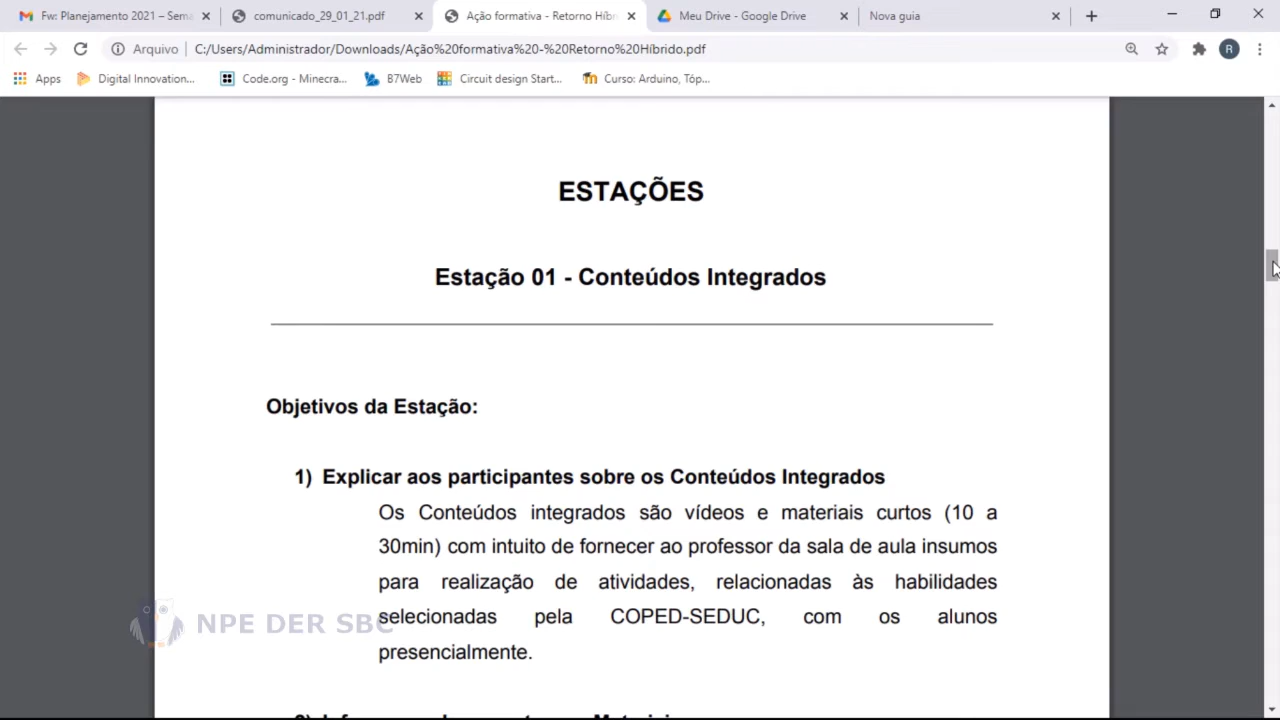 Fw: Planejamento 2021 – Sema
comunicado_29_01_21.pdf
Ação formativa - Retorno Híbri
Meu Drive - Google Drive
Nova guia
Arquivo
C:/Users/Administrador/Downloads/Ação%20formativa%20-%20Retorno%20Híbrido.pdf
R
Apps
Digital Innovation...
Code.org - Minecra...
B7Web
Circuit design Start...
Curso: Arduino, Tóp...
ESTAÇÕES
Estação 01 - Conteúdos Integrados
Objetivos da Estação:
1) Explicar aos participantes sobre os Conteúdos Integrados
Os Conteúdos integrados são vídeos e materiais curtos (10 a
30min) com intuito de fornecer ao professor da sala de aula insumos
para realização de atividades, relacionadas às habilidades
selecionadas pela COPED-SEDUC, com os alunos
presencialmente.
NPE DER SBC